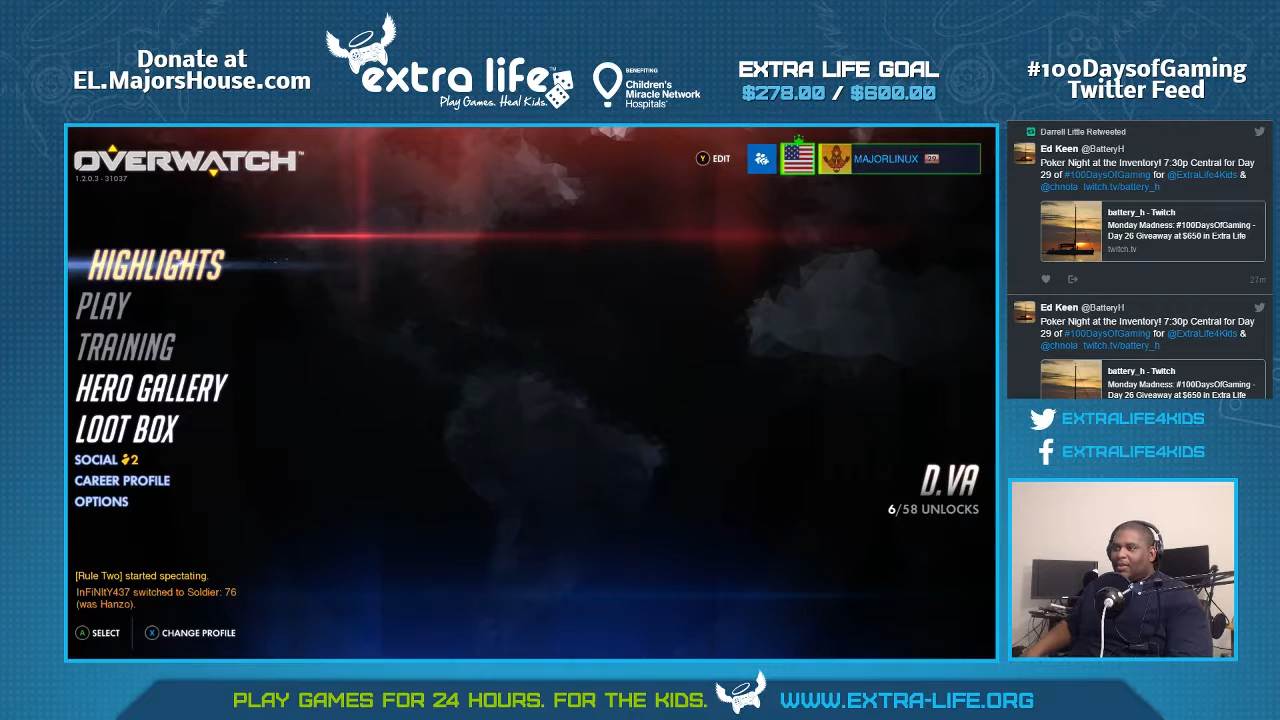 Donate at
EL.MajorsHouse.com
extra life™
Play Games. Heal Kids.
BENEFITING
Children's
Miracle Network
Hospitals
EXTRA LIFE GOAL
$278.00 / $600.00
#100DaysofGaming
Twitter Feed
OVERWATCH™
1.2.0.3 - 31037
Y EDIT
MAJORLINUX
HIGHLIGHTS
PLAY
TRAINING
HERO GALLERY
LOOT BOX
SOCIAL 2
CAREER PROFILE
OPTIONS
D.VA
6/58 UNLOCKS
[Rule Two] started spectating.
InFiNItY437 switched to Soldier: 76
(was Hanzo).
A SELECT
X CHANGE PROFILE
Darrell Little Retweeted
Ed Keen @BatteryH
Poker Night at the Inventory! 7:30p Central for Day
29 of #100DaysOfGaming for @ExtraLife4Kids &
@chnola twitch.tv/battery_h
battery_h - Twitch
Monday Madness: #100DaysOfGaming -
Day 26 Giveaway at $650 in Extra Life
twitch.tv
27m
Ed Keen @BatteryH
Poker Night at the Inventory! 7:30p Central for Day
29 of #100DaysOfGaming for @ExtraLife4Kids &
@chnola twitch.tv/battery_h
battery_h - Twitch
Monday Madness: #100DaysOfGaming -
Day 26 Giveaway at $650 in Extra Life
EXTRALIFE4KIDS
EXTRALIFE4KIDS
PLAY GAMES FOR 24 HOURS. FOR THE KIDS.
WWW.EXTRA-LIFE.ORG